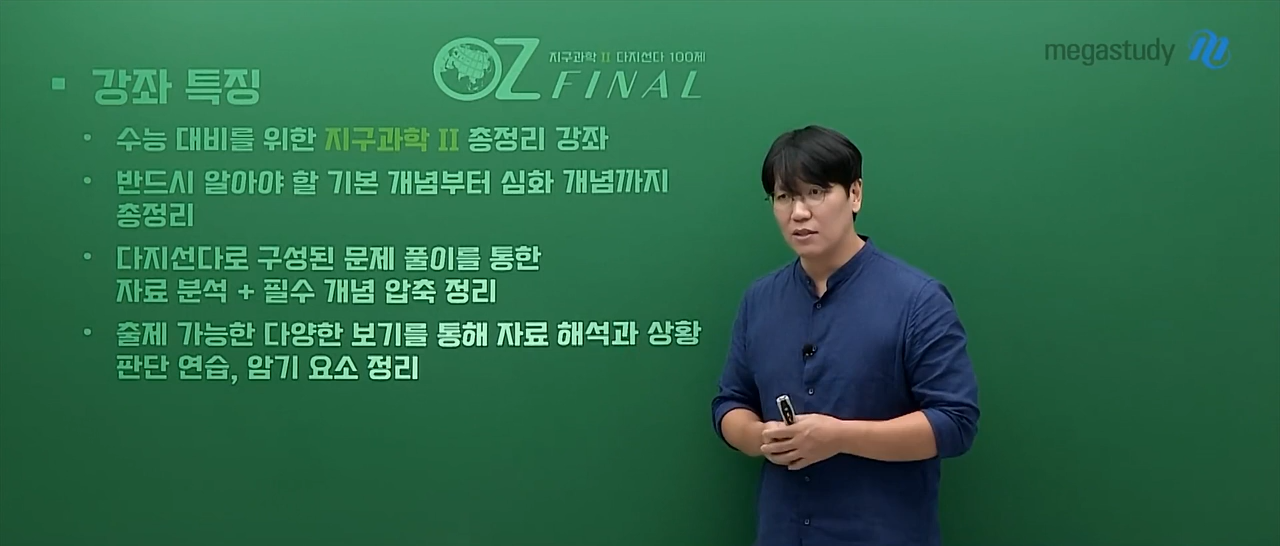 지구과학 II 다지선다 100제
OZ FINAL
megastudy
강좌 특징
수능 대비를 위한 지구과학 II 총정리 강좌
반드시 알아야 할 기본 개념부터 심화 개념까지
총정리
다지선다로 구성된 문제 풀이를 통한
자료 분석 + 필수 개념 압축 정리
출제 가능한 다양한 보기를 통해 자료 해석과 상황
판단 연습, 암기 요소 정리